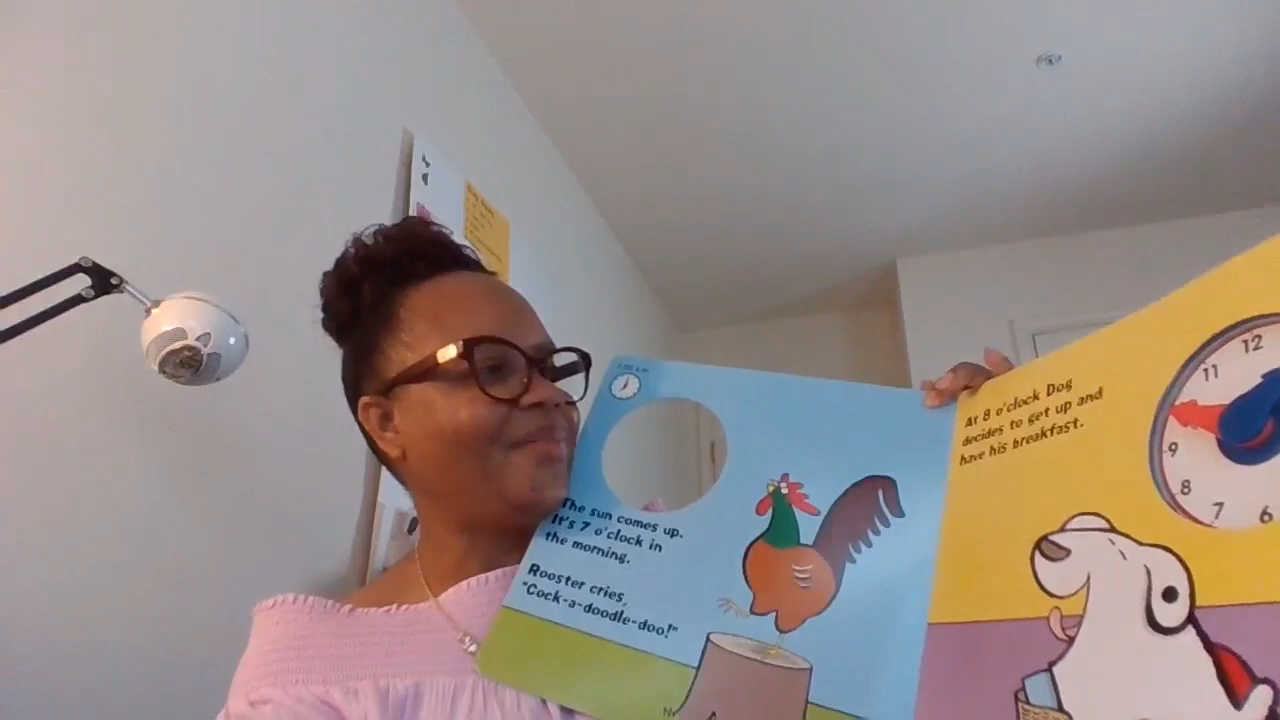 The sun comes up.
It's 7 o'clock in
the morning.
Rooster cries,
"Cock-a-doodle-doo!"
At 8 o'clock Dog
decides to get up and
have his breakfast.
12
11
9
8
7
6